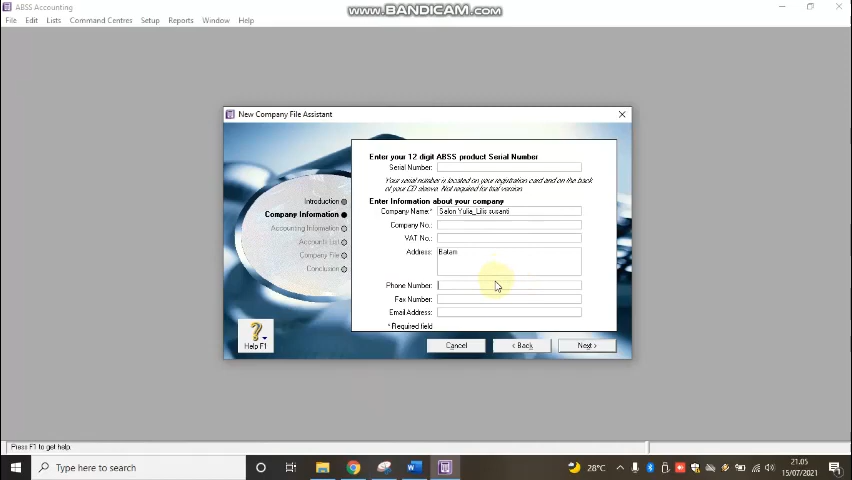 ABSS Accounting
www.BANDICAM.com
File Edit Lists Command Centres Setup Reports Window Help
New Company File Assistant
Enter your 12 digit ABSS product Serial Number
Serial Number:
Your serial number is located on your registration card and on the back
of your CD sleeve. Not required for trial version.
Introduction
Enter Information about your company
Company Information
Company Name:* Salon Yulia_Lilis susanti
Accounting Information
Company No.:
Accounts List
VAT No.:
Company File
Address: Batam
Conclusion
Phone Number:
Fax Number:
Email Address:
* Required field
Help F1
Cancel
< Back
Next >
Press F1 to get help.
Type here to search
28°C
21.05
15/07/2021